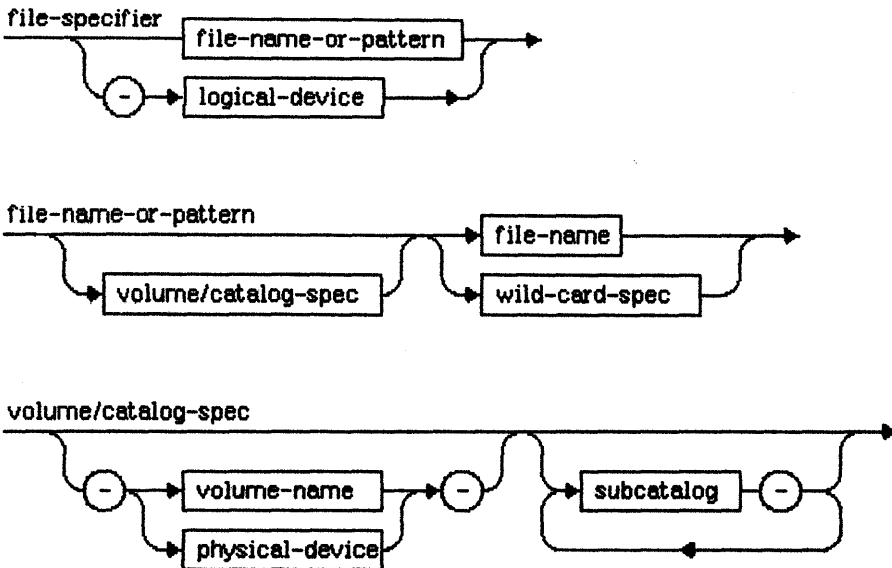 file-specifier
file-name-or-pattern
-
logical-device
file-name-or-pattern
file-name
volume/catalog-spec
wild-card-spec
volume/catalog-spec
-
volume-name
-
subcatalog
-
physical-device